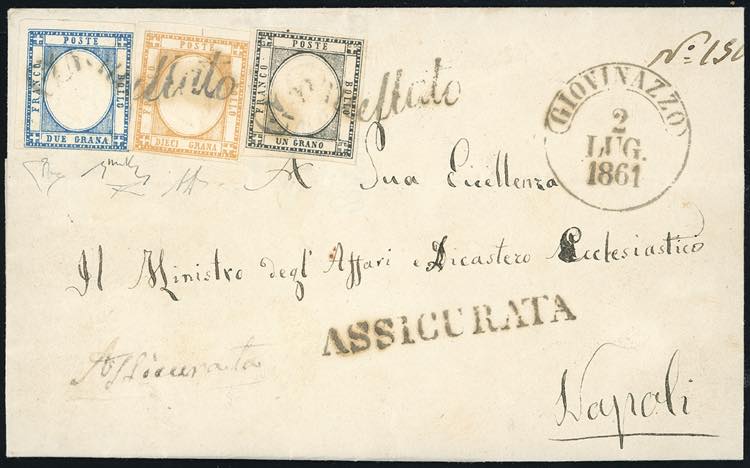 POSTE
FRANCO
BOLLO
DUE GRANA
POSTE
FRANCO
BOLLO
DIECI GRANA
POSTE
FRANCO
BOLLO
UN GRANO
GIOVINAZZO
2
LUG.
1861
A Sua Eccellenza
Il Ministro degl' Affari e Dicastero Ecclesiastico
ASSICURATA
Assicurata
Napoli